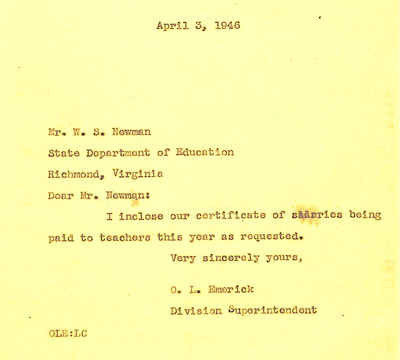 April 3, 1946
Mr. W. S. Newman
State Department of Education
Richmond, Virginia
Dear Mr. Newman:
I inclose our certificate of salaries being
paid to teachers this year as requested.
Very sincerely yours,
O. L. Emerick
Division Superintendent
OLE:LC